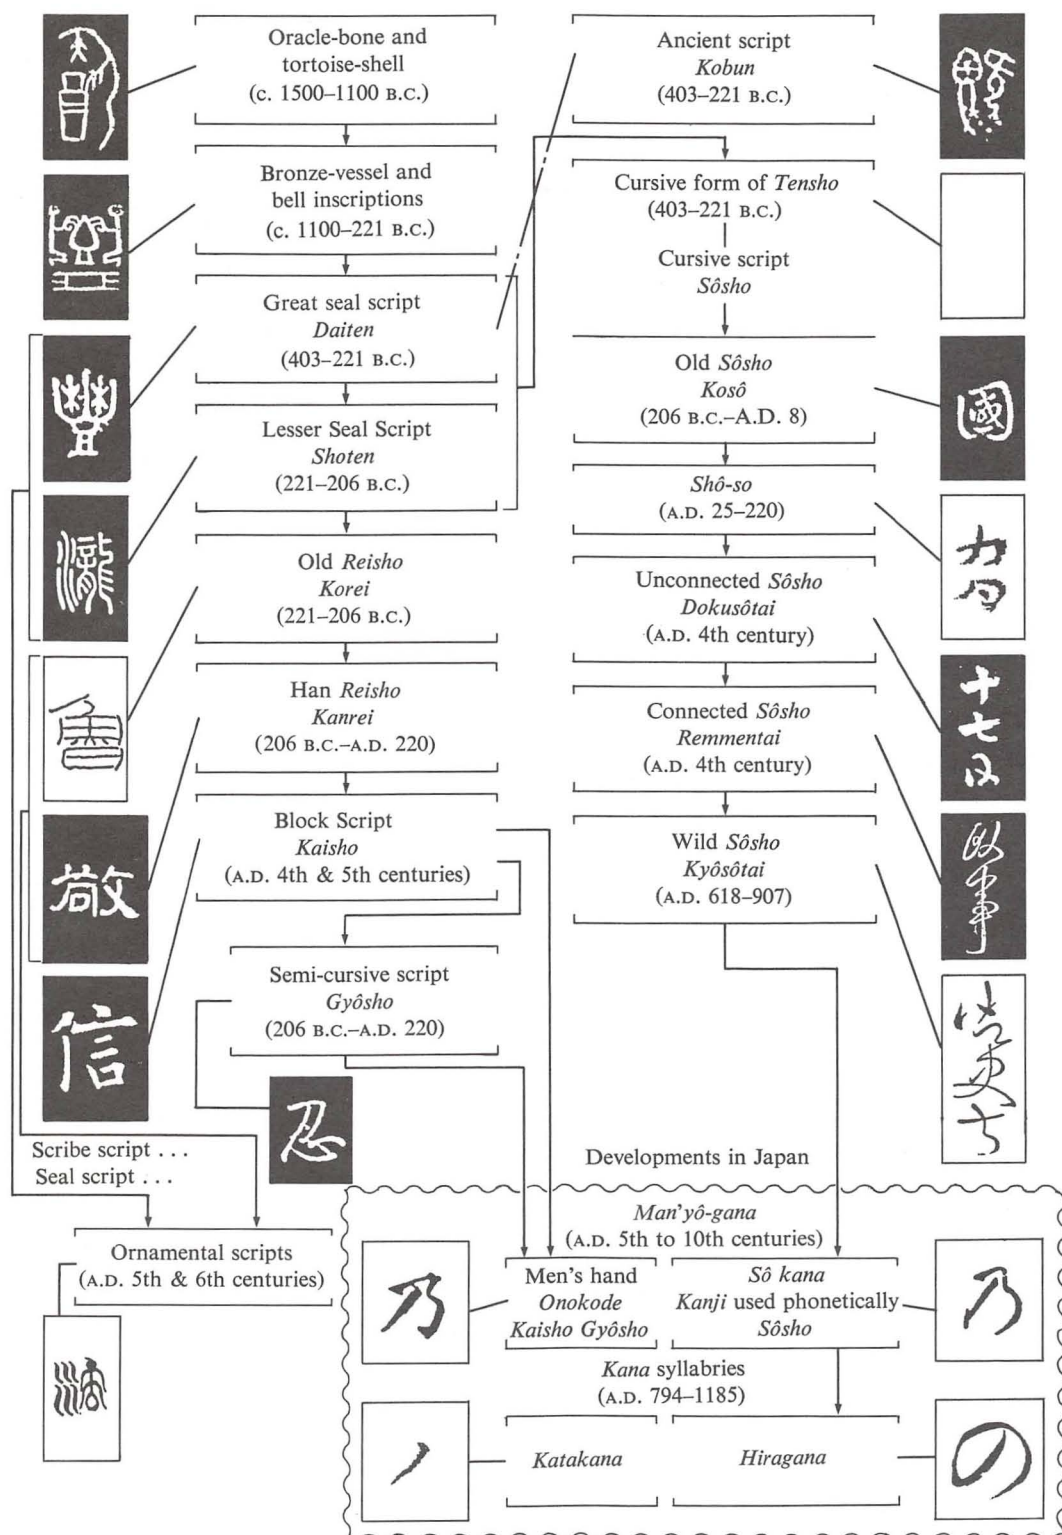 Oracle-bone and
tortoise-shell
(c. 1500–1100 B.C.)
Bronze-vessel and
bell inscriptions
(c. 1100–221 B.C.)
Great seal script
Daiten
(403–221 B.C.)
Lesser Seal Script
Shoten
(221–206 B.C.)
Old Reisho
Korei
(221–206 B.C.)
Han Reisho
Kanrei
(206 B.C.–A.D. 220)
敬
Block Script
Kaisho
(A.D. 4th & 5th centuries)
信
Semi-cursive script
Gyôsho
(206 B.C.–A.D. 220)
忍
Scribe script . . .
Seal script . . .
Ornamental scripts
(A.D. 5th & 6th centuries)
Ancient script
Kobun
(403–221 B.C.)
Cursive form of Tensho
(403–221 B.C.)
Cursive script
Sôsho
Old Sôsho
Kosô
(206 B.C.–A.D. 8)
國
Shô-so
(A.D. 25–220)
Unconnected Sôsho
Dokusôtai
(A.D. 4th century)
十
七
Connected Sôsho
Remmentai
(A.D. 4th century)
Wild Sôsho
Kyôsôtai
(A.D. 618–907)
Developments in Japan
Man'yô-gana
(A.D. 5th to 10th centuries)
乃
Men's hand
Onokode
Kaisho Gyôsho
Sô kana
Kanji used phonetically
Sôsho
乃
Kana syllabries
(A.D. 794–1185)
ノ
Katakana
Hiragana
の